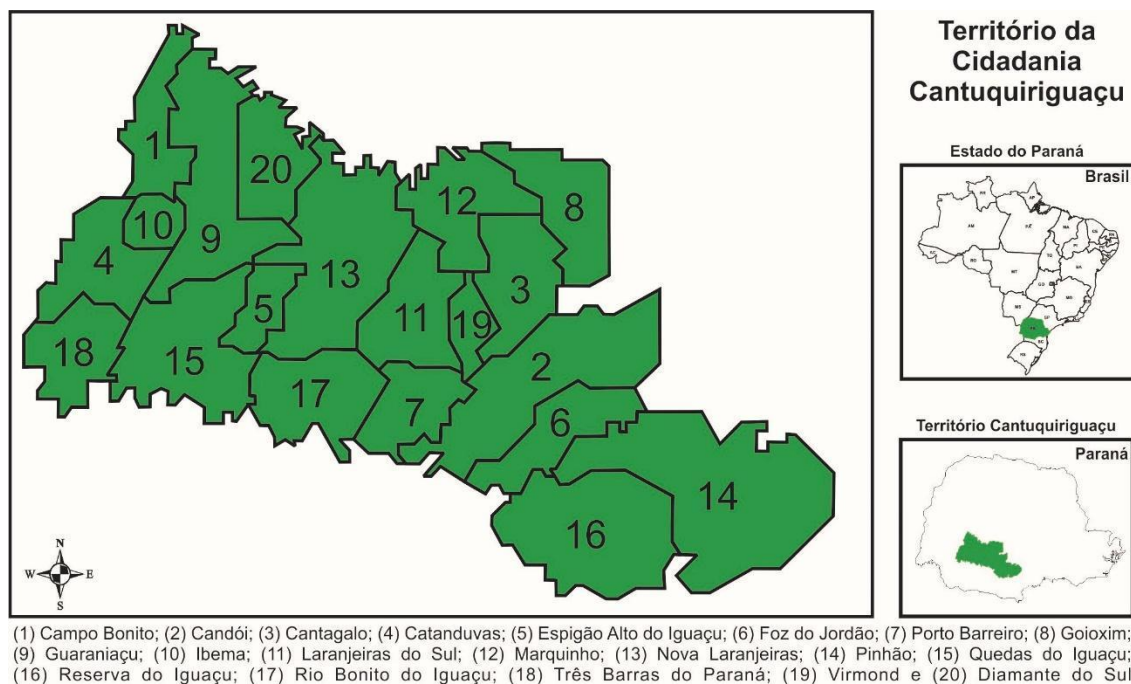 Território da
Cidadania
Cantuquiriguaçu
1
20
12
8
10
9
4
13
3
5
11
19
18
15
2
17
7
6
14
16
N
W E
S
Estado do Paraná
Brasil
Território Cantuquiriguaçu
Paraná
(1) Campo Bonito; (2) Candói; (3) Cantagalo; (4) Catanduvas; (5) Espigão Alto do Iguaçu; (6) Foz do Jordão; (7) Porto Barreiro; (8) Goioxim;
(9) Guaraniaçu; (10) Ibema; (11) Laranjeiras do Sul; (12) Marquinho; (13) Nova Laranjeiras; (14) Pinhão; (15) Quedas do Iguaçu;
(16) Reserva do Iguaçu; (17) Rio Bonito do Iguaçu; (18) Três Barras do Paraná; (19) Virmond e (20) Diamante do Sul